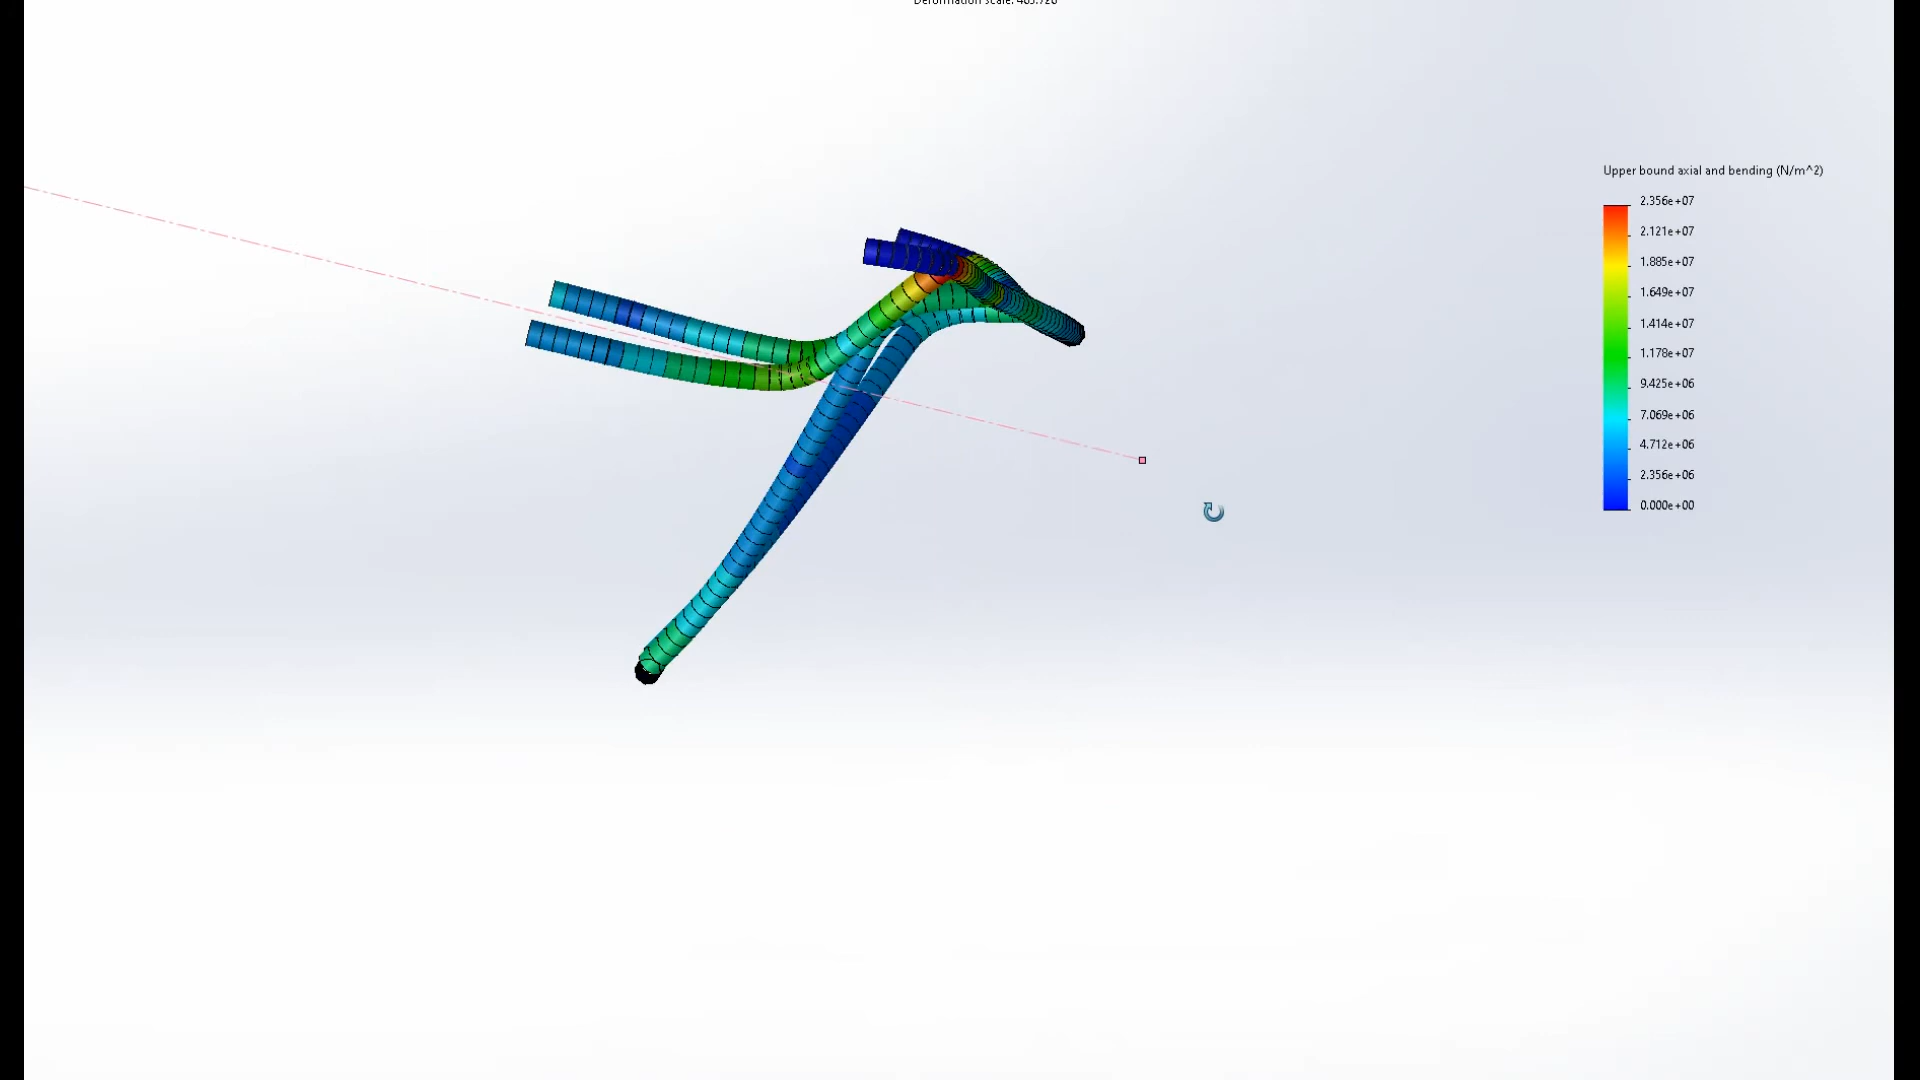 Deformation scale: 
Upper bound axial and bending (N/m^2)
2.356e+07
2.121e+07
1.885e+07
1.649e+07
1.414e+07
1.178e+07
9.425e+06
7.069e+06
4.712e+06
2.356e+06
0.000e+00